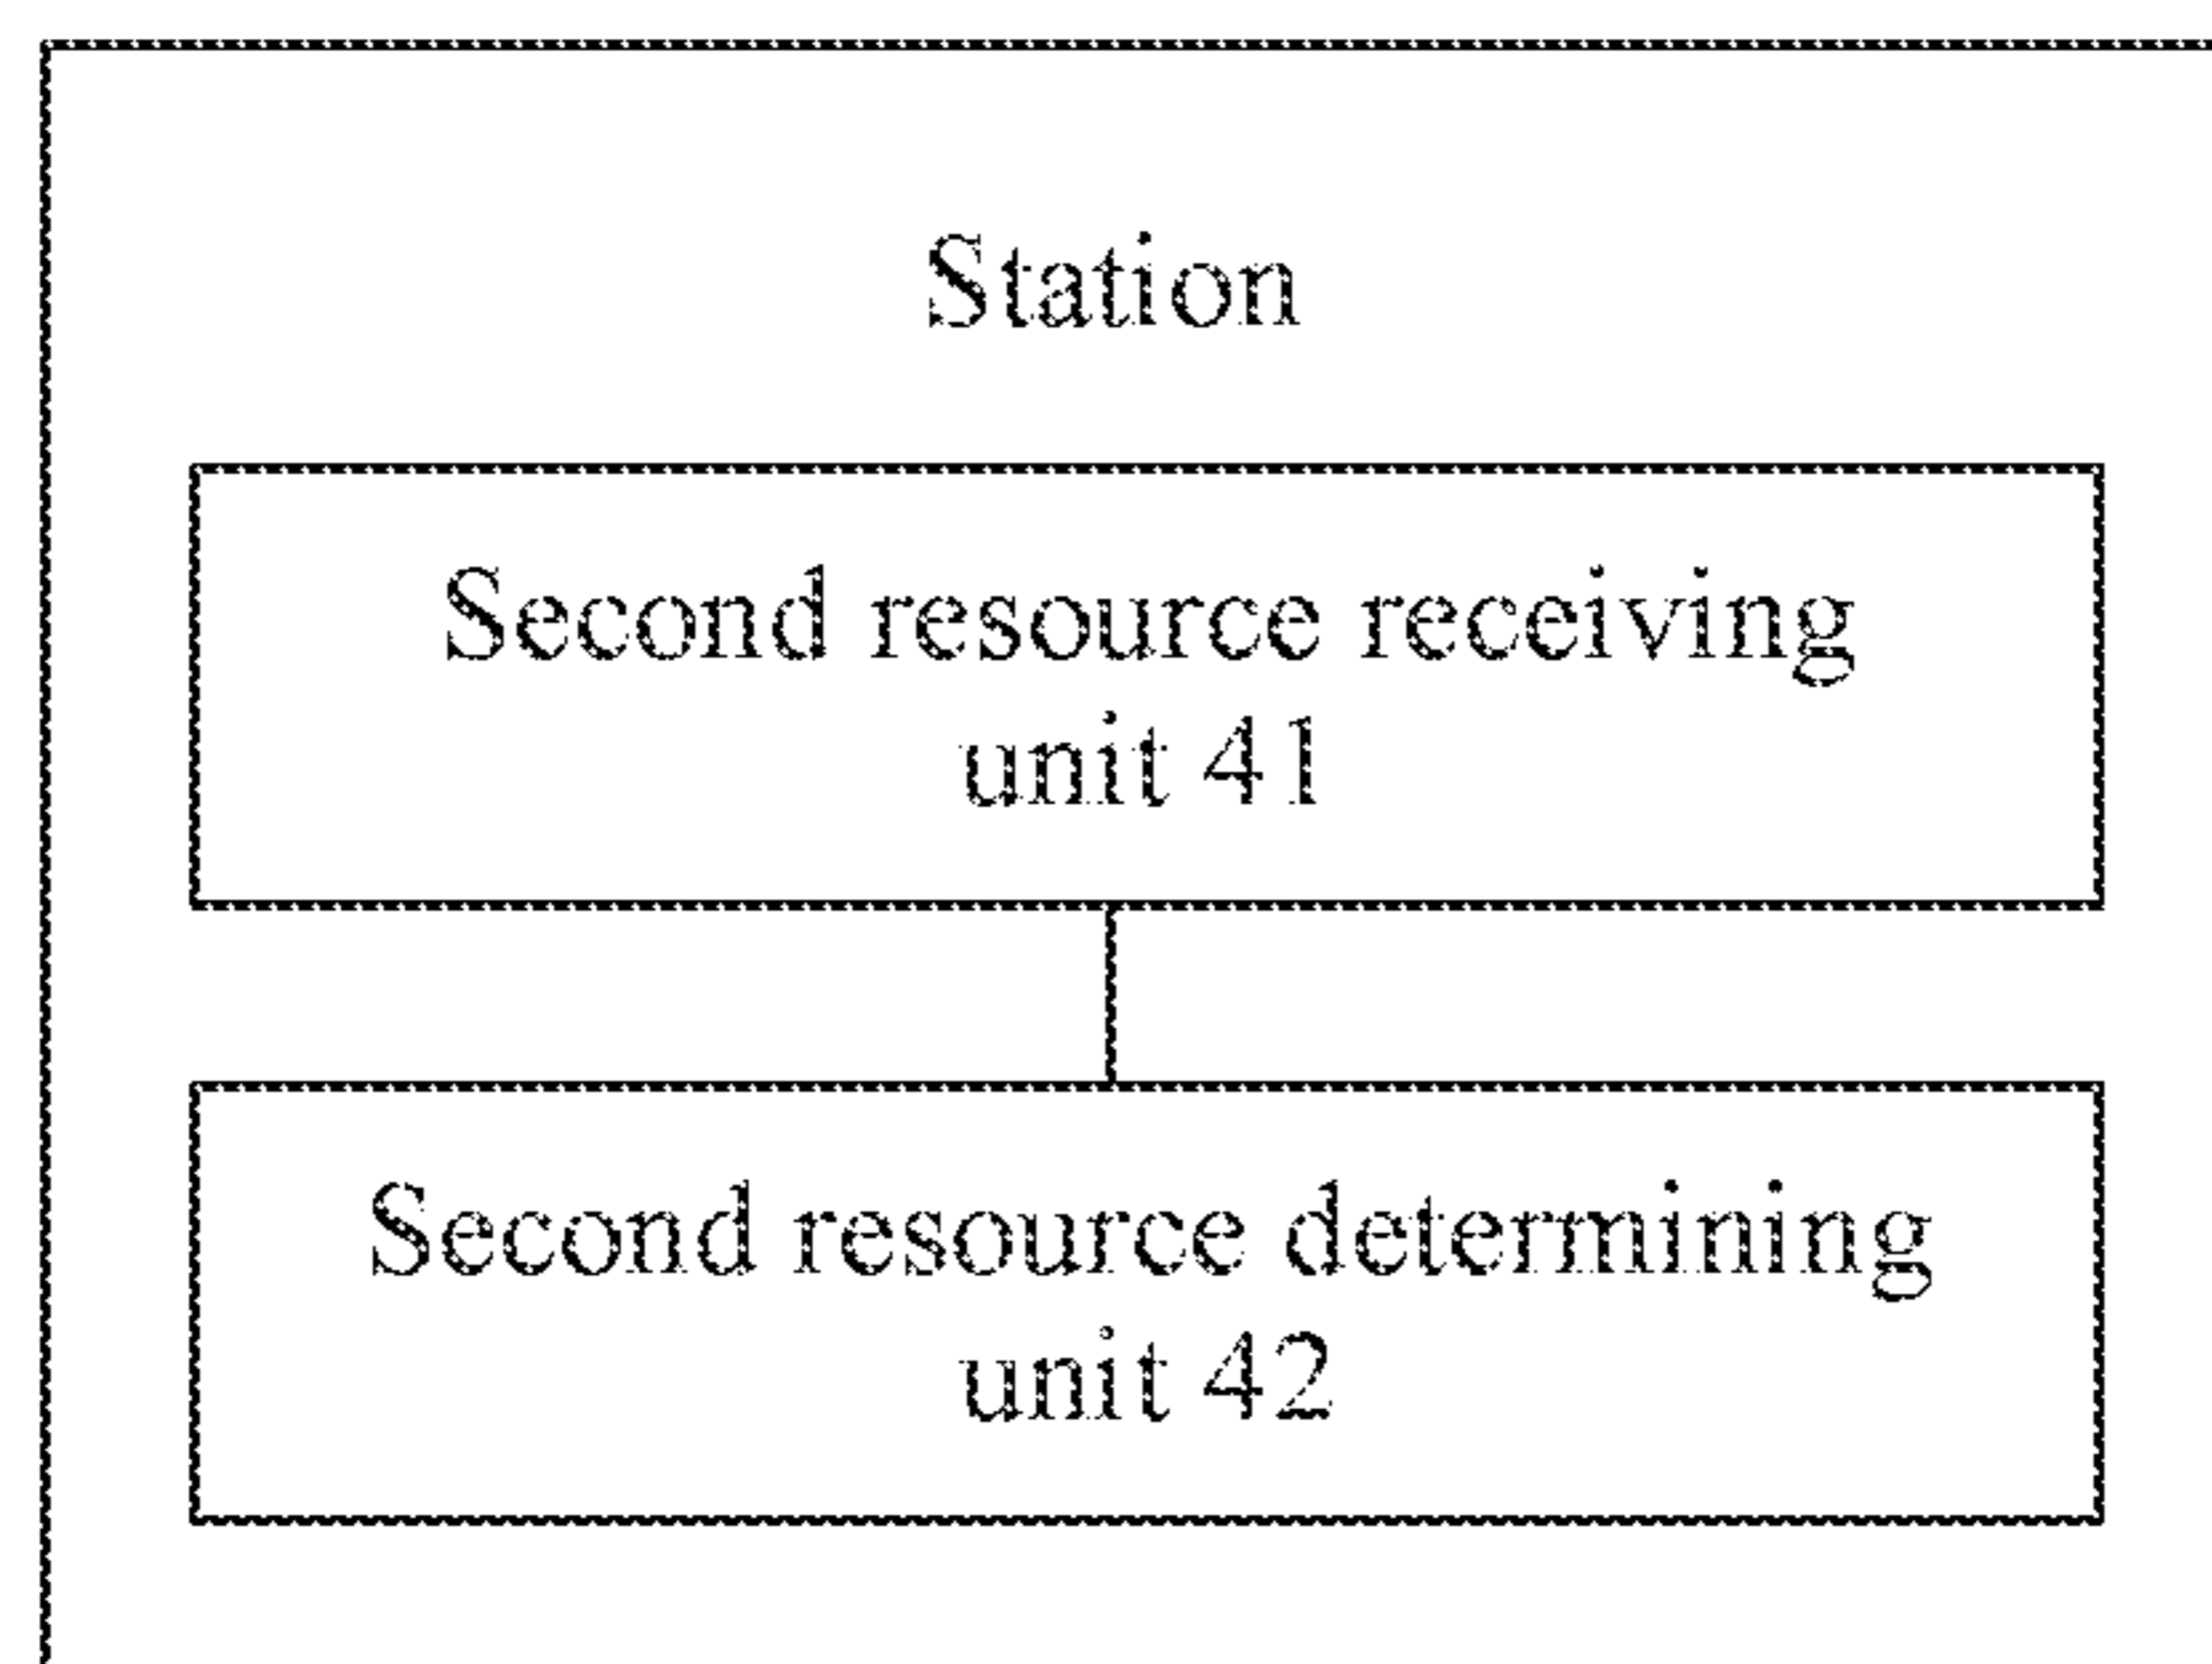 Station
Second resource receiving
unit 41
Second resource determining
unit 42